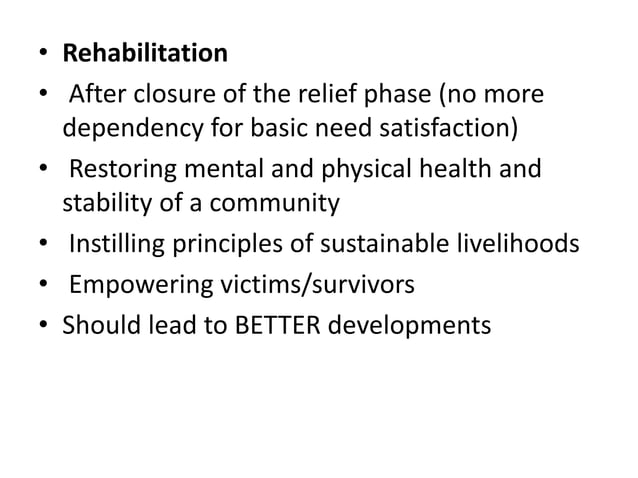 • Rehabilitation
• After closure of the relief phase (no more
dependency for basic need satisfaction)
• Restoring mental and physical health and
stability of a community
• Instilling principles of sustainable livelihoods
• Empowering victims/survivors
• Should lead to BETTER developments